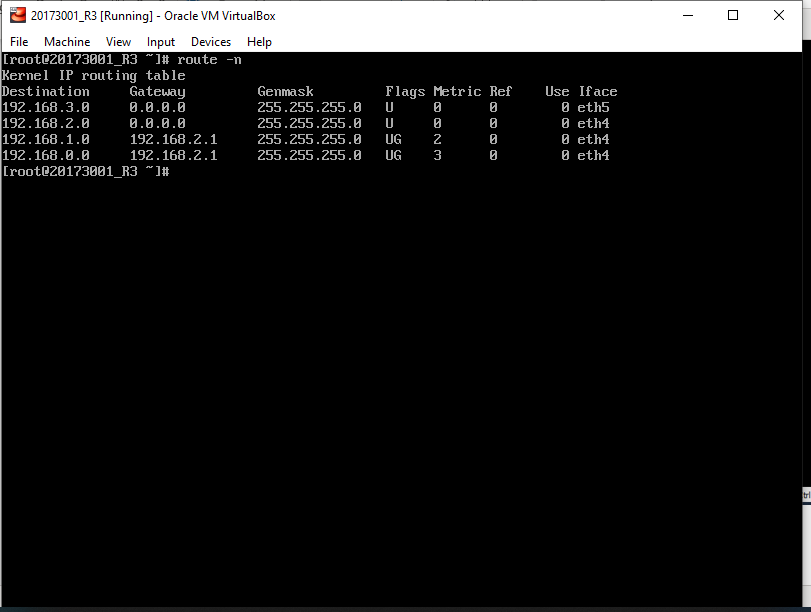 20173001_R3 [Running] - Oracle VM VirtualBox
File Machine View Input Devices Help
[root@20173001_R3 ~]# route -n
Kernel IP routing table
Destination Gateway Genmask Flags Metric Ref Use Iface
192.168.3.0 0.0.0.0 255.255.255.0 U 0 0 0 eth5
192.168.2.0 0.0.0.0 255.255.255.0 U 0 0 0 eth4
192.168.1.0 192.168.2.1 255.255.255.0 UG 2 0 0 eth4
192.168.0.0 192.168.2.1 255.255.255.0 UG 3 0 0 eth4
[root@20173001_R3 ~]#